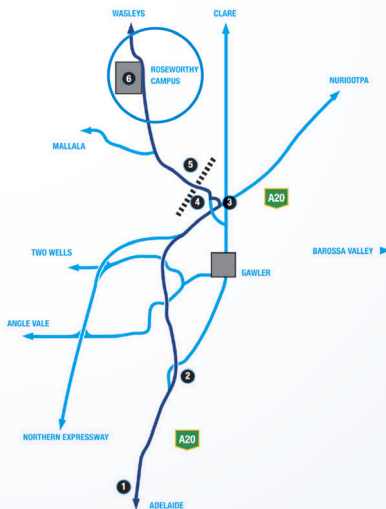 WASLEYS
CLARE
6
ROSEWORTHY
CAMPUS
NURIOOTPA
MALLALA
5
4
3
A20
TWO WELLS
BAROSSA VALLEY
GAWLER
ANGLE VALE
2
NORTHERN EXPRESSWAY
A20
1
ADELAIDE